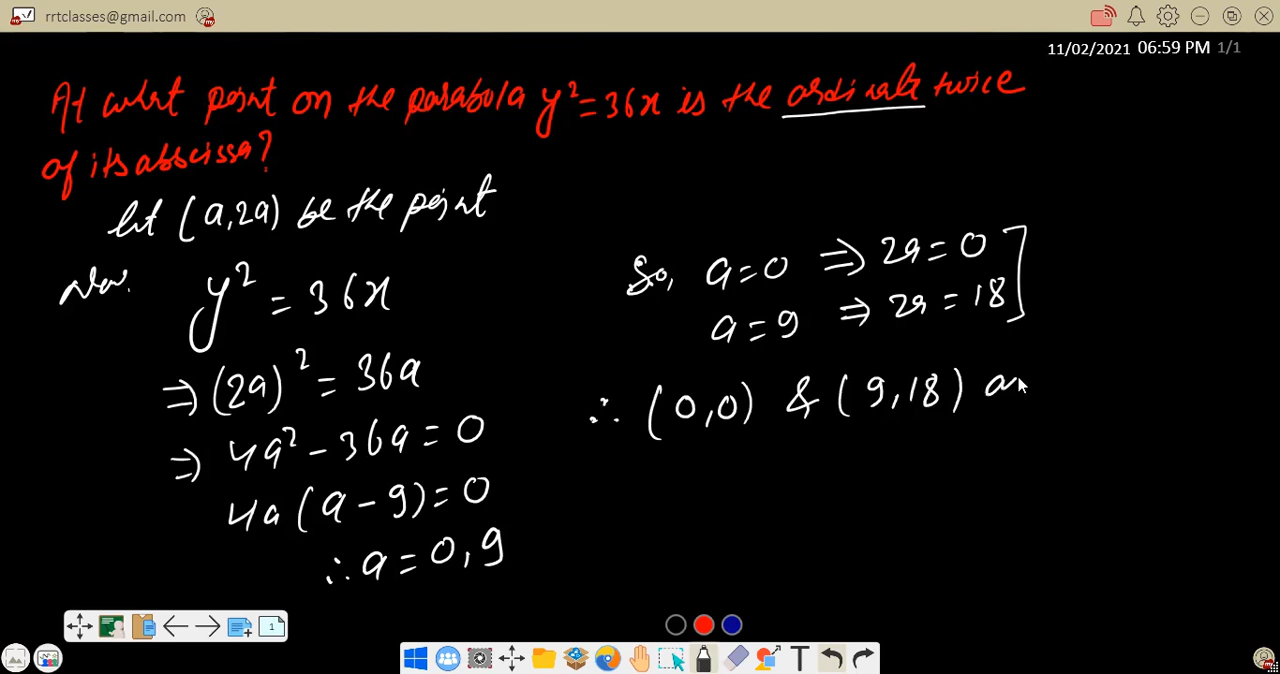 rrtclasses@gmail.com
11/02/2021 06:59 PM 1/1
At what point on the parabola y² = 36x is the ordinate twice
of its abscissa?
let (a, 2a) be the point
Now.
y² = 36x
⇒ (2a)² = 36a
⇒ 4a² - 36a = 0
4a (a - 9) = 0
∴ a = 0, 9
So, a = 0 ⇒ 2a = 0
a = 9 ⇒ 2a = 18
∴ (0,0) & (9,18) a
1
T